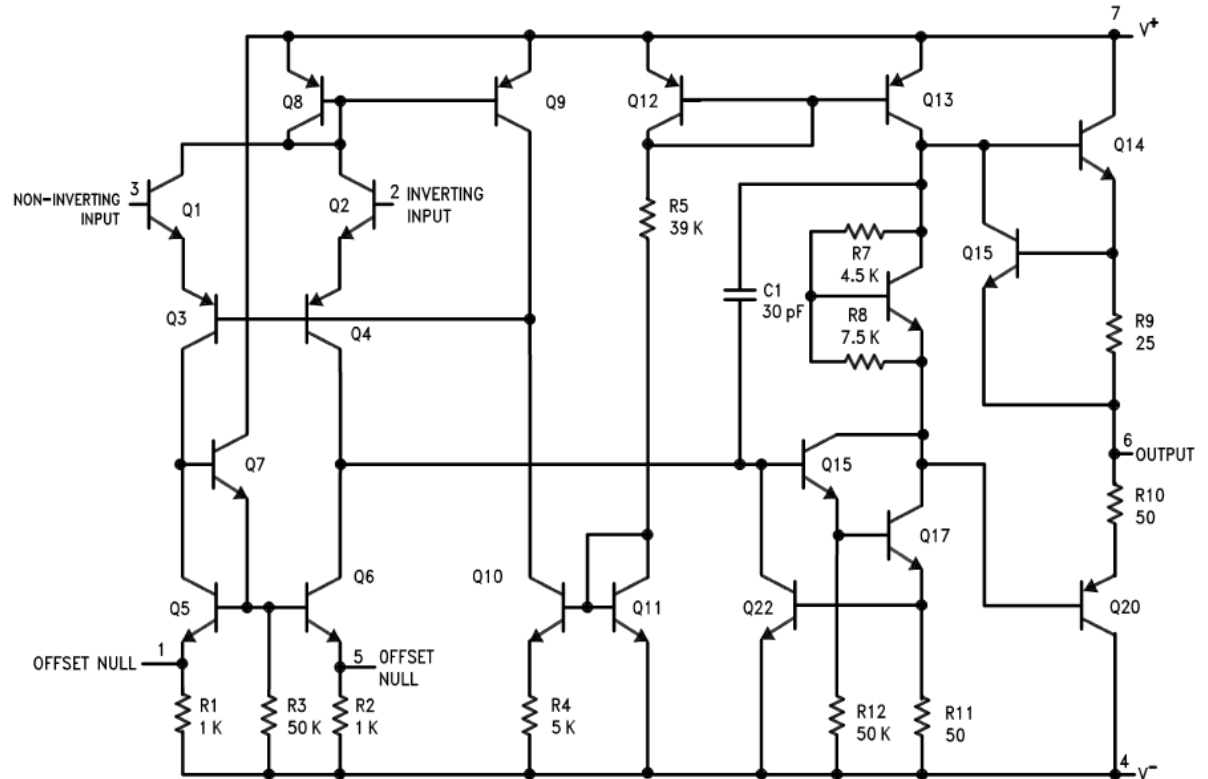 7
V+
Q8
Q9
Q12
Q13
Q14
3
NON-INVERTING
INPUT
Q1
Q2
2 INVERTING
INPUT
R5
39 K
R7
4.5 K
Q15
Q3
Q4
C1
30 pF
R8
7.5 K
R9
25
Q7
Q15
6
OUTPUT
R10
50
Q5
Q6
Q10
Q11
Q22
Q17
Q20
OFFSET NULL
1
5
OFFSET
NULL
R1
1 K
R3
50 K
R2
1 K
R4
5 K
R12
50 K
R11
50
4
V-